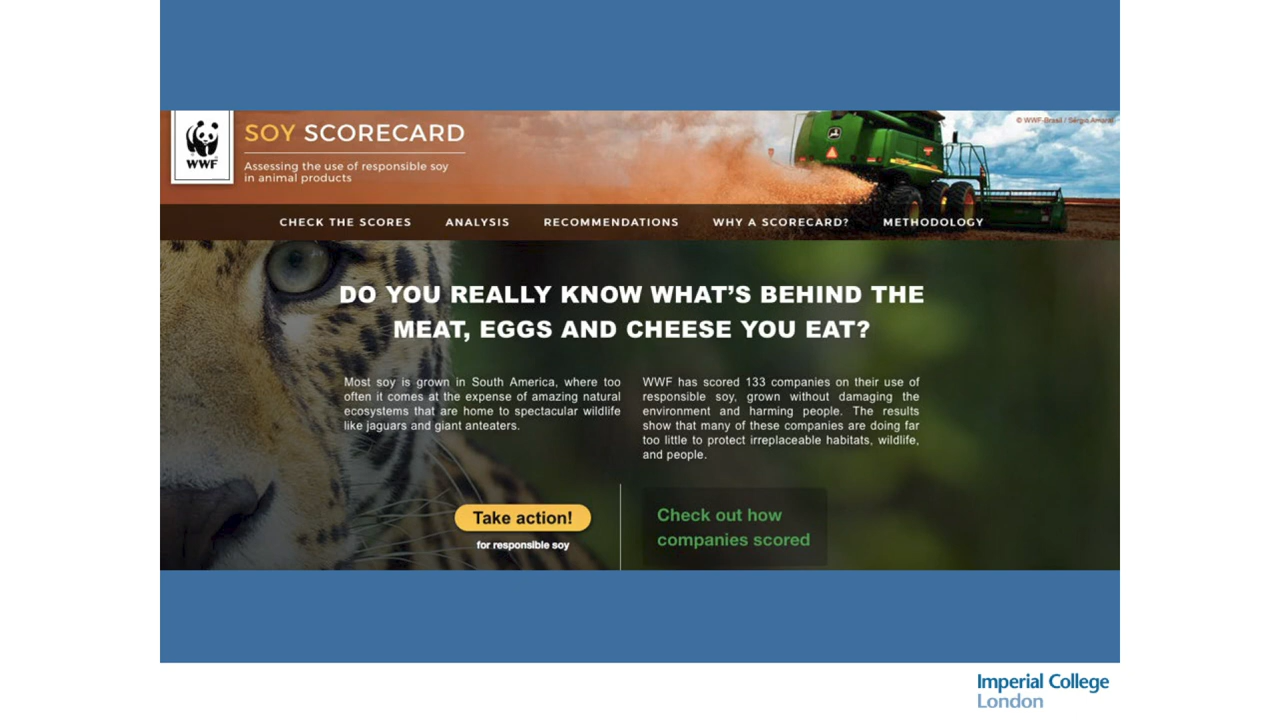 © WWF-Brasil / Sérgio Amaral
WWF
SOY SCORECARD
Assessing the use of responsible soy
in animal products
CHECK THE SCORES ANALYSIS RECOMMENDATIONS WHY A SCORECARD? METHODOLOGY
DO YOU REALLY KNOW WHAT’S BEHIND THE
MEAT, EGGS AND CHEESE YOU EAT?
Most soy is grown in South America, where too
often it comes at the expense of amazing natural
ecosystems that are home to spectacular wildlife
like jaguars and giant anteaters.
WWF has scored 133 companies on their use of
responsible soy, grown without damaging the
environment and harming people. The results
show that many of these companies are doing far
too little to protect irreplaceable habitats, wildlife,
and people.
Take action!
for responsible soy
Check out how
companies scored
Imperial College
London